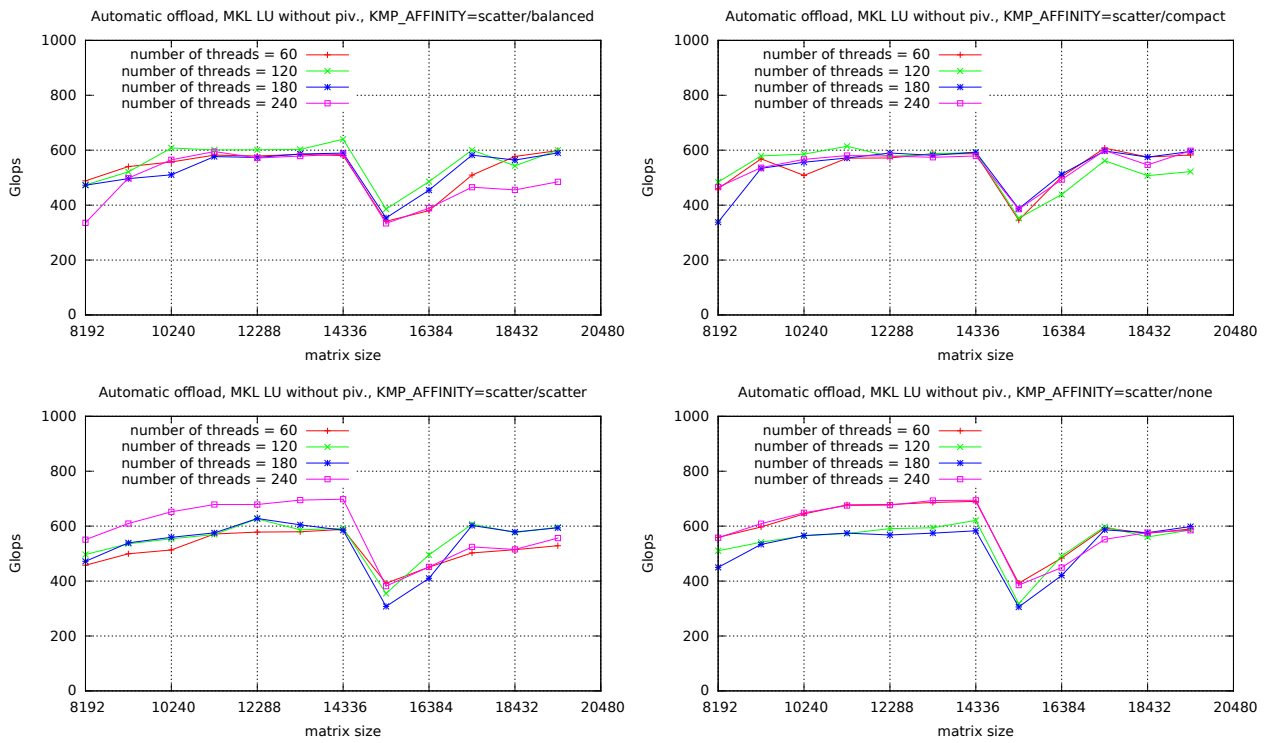 Automatic offload, MKL LU without piv., KMP_AFFINITY=scatter/balanced
1000
800
600
400
200
0
Glops
number of threads = 60
number of threads = 120
number of threads = 180
number of threads = 240
8192 10240 12288 14336 16384 18432 20480
matrix size
Automatic offload, MKL LU without piv., KMP_AFFINITY=scatter/compact
1000
800
600
400
200
0
Glops
number of threads = 60
number of threads = 120
number of threads = 180
number of threads = 240
8192 10240 12288 14336 16384 18432 20480
matrix size
Automatic offload, MKL LU without piv., KMP_AFFINITY=scatter/scatter
1000
800
600
400
200
0
Glops
number of threads = 60
number of threads = 120
number of threads = 180
number of threads = 240
8192 10240 12288 14336 16384 18432 20480
matrix size
Automatic offload, MKL LU without piv., KMP_AFFINITY=scatter/none
1000
800
600
400
200
0
Glops
number of threads = 60
number of threads = 120
number of threads = 180
number of threads = 240
8192 10240 12288 14336 16384 18432 20480
matrix size